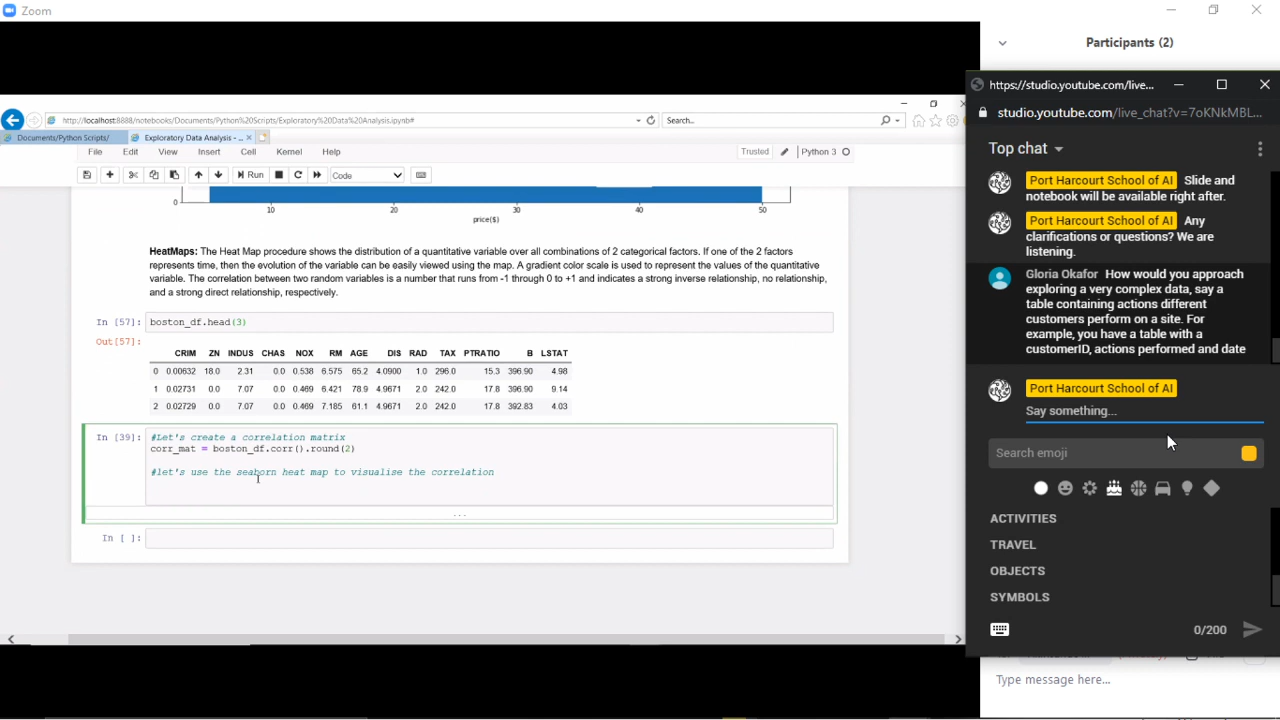 Zoom
Participants (2)
http://localhost:8888/notebooks/Documents/Python%20Scripts/Exploratory%20Data%20Analysis.ipynb#
Search...
Documents/Python Scripts/
Exploratory Data Analysis - ...
File Edit View Insert Cell Kernel Help
Trusted
Python 3
Run
Code
0
10 20 30 40 50
price($)
HeatMaps: The Heat Map procedure shows the distribution of a quantitative variable over all combinations of 2 categorical factors. If one of the 2 factors
represents time, then the evolution of the variable can be easily viewed using the map. A gradient color scale is used to represent the values of the quantitative
variable. The correlation between two random variables is a number that runs from -1 through 0 to +1 and indicates a strong inverse relationship, no relationship,
and a strong direct relationship, respectively.
In [57]: boston_df.head(3)
Out[57]:
CRIM ZN INDUS CHAS NOX RM AGE DIS RAD TAX PTRATIO B LSTAT
0 0.00632 18.0 2.31 0.0 0.538 6.575 65.2 4.0900 1.0 296.0 15.3 396.90 4.98
1 0.02731 0.0 7.07 0.0 0.469 6.421 78.9 4.9671 2.0 242.0 17.8 396.90 9.14
2 0.02729 0.0 7.07 0.0 0.469 7.185 61.1 4.9671 2.0 242.0 17.8 392.83 4.03
In [39]: #Let's create a correlation matrix
corr_mat = boston_df.corr().round(2)
#let's use the seaborn heat map to visualise the correlation
...
In [ ]:
https://studio.youtube.com/live...
studio.youtube.com/live_chat?v=7oKNkMBL...
Top chat
Port Harcourt School of AI Slide and
notebook will be available right after.
Port Harcourt School of AI Any
clarifications or questions? We are
listening.
Gloria Okafor How would you approach
exploring a very complex data, say a
table containing actions different
customers perform on a site. For
example, you have a table with a
customerID, actions performed and date
Port Harcourt School of AI
Say something...
Search emoji
ACTIVITIES
TRAVEL
OBJECTS
SYMBOLS
0/200
Type message here...